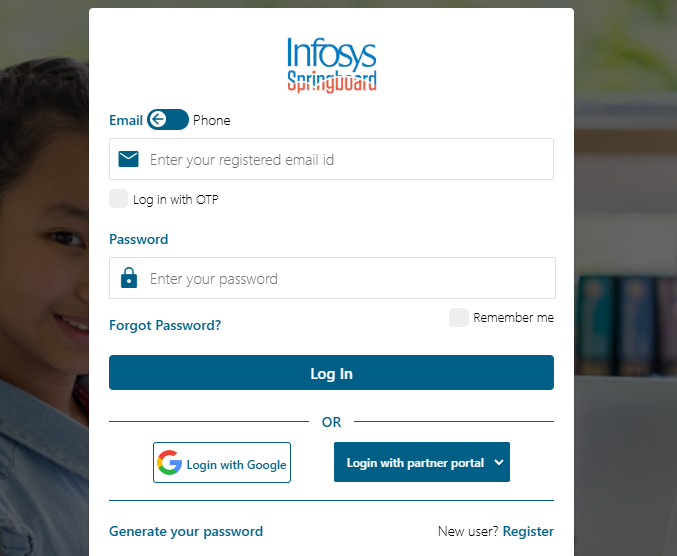 Infosys
Springboard
Email Phone
Enter your registered email id
Log in with OTP
Password
Enter your password
Remember me
Forgot Password?
Log In
OR
Login with Google Login with partner portal
Generate your password New user? Register